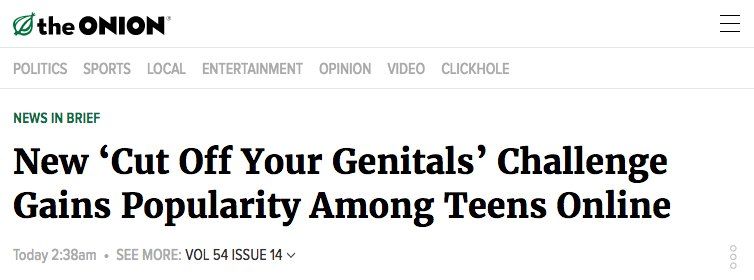 the ONION®
POLITICS SPORTS LOCAL ENTERTAINMENT OPINION VIDEO CLICKHOLE
NEWS IN BRIEF
New ‘Cut Off Your Genitals’ Challenge
Gains Popularity Among Teens Online
Today 2:38am • SEE MORE: VOL 54 ISSUE 14